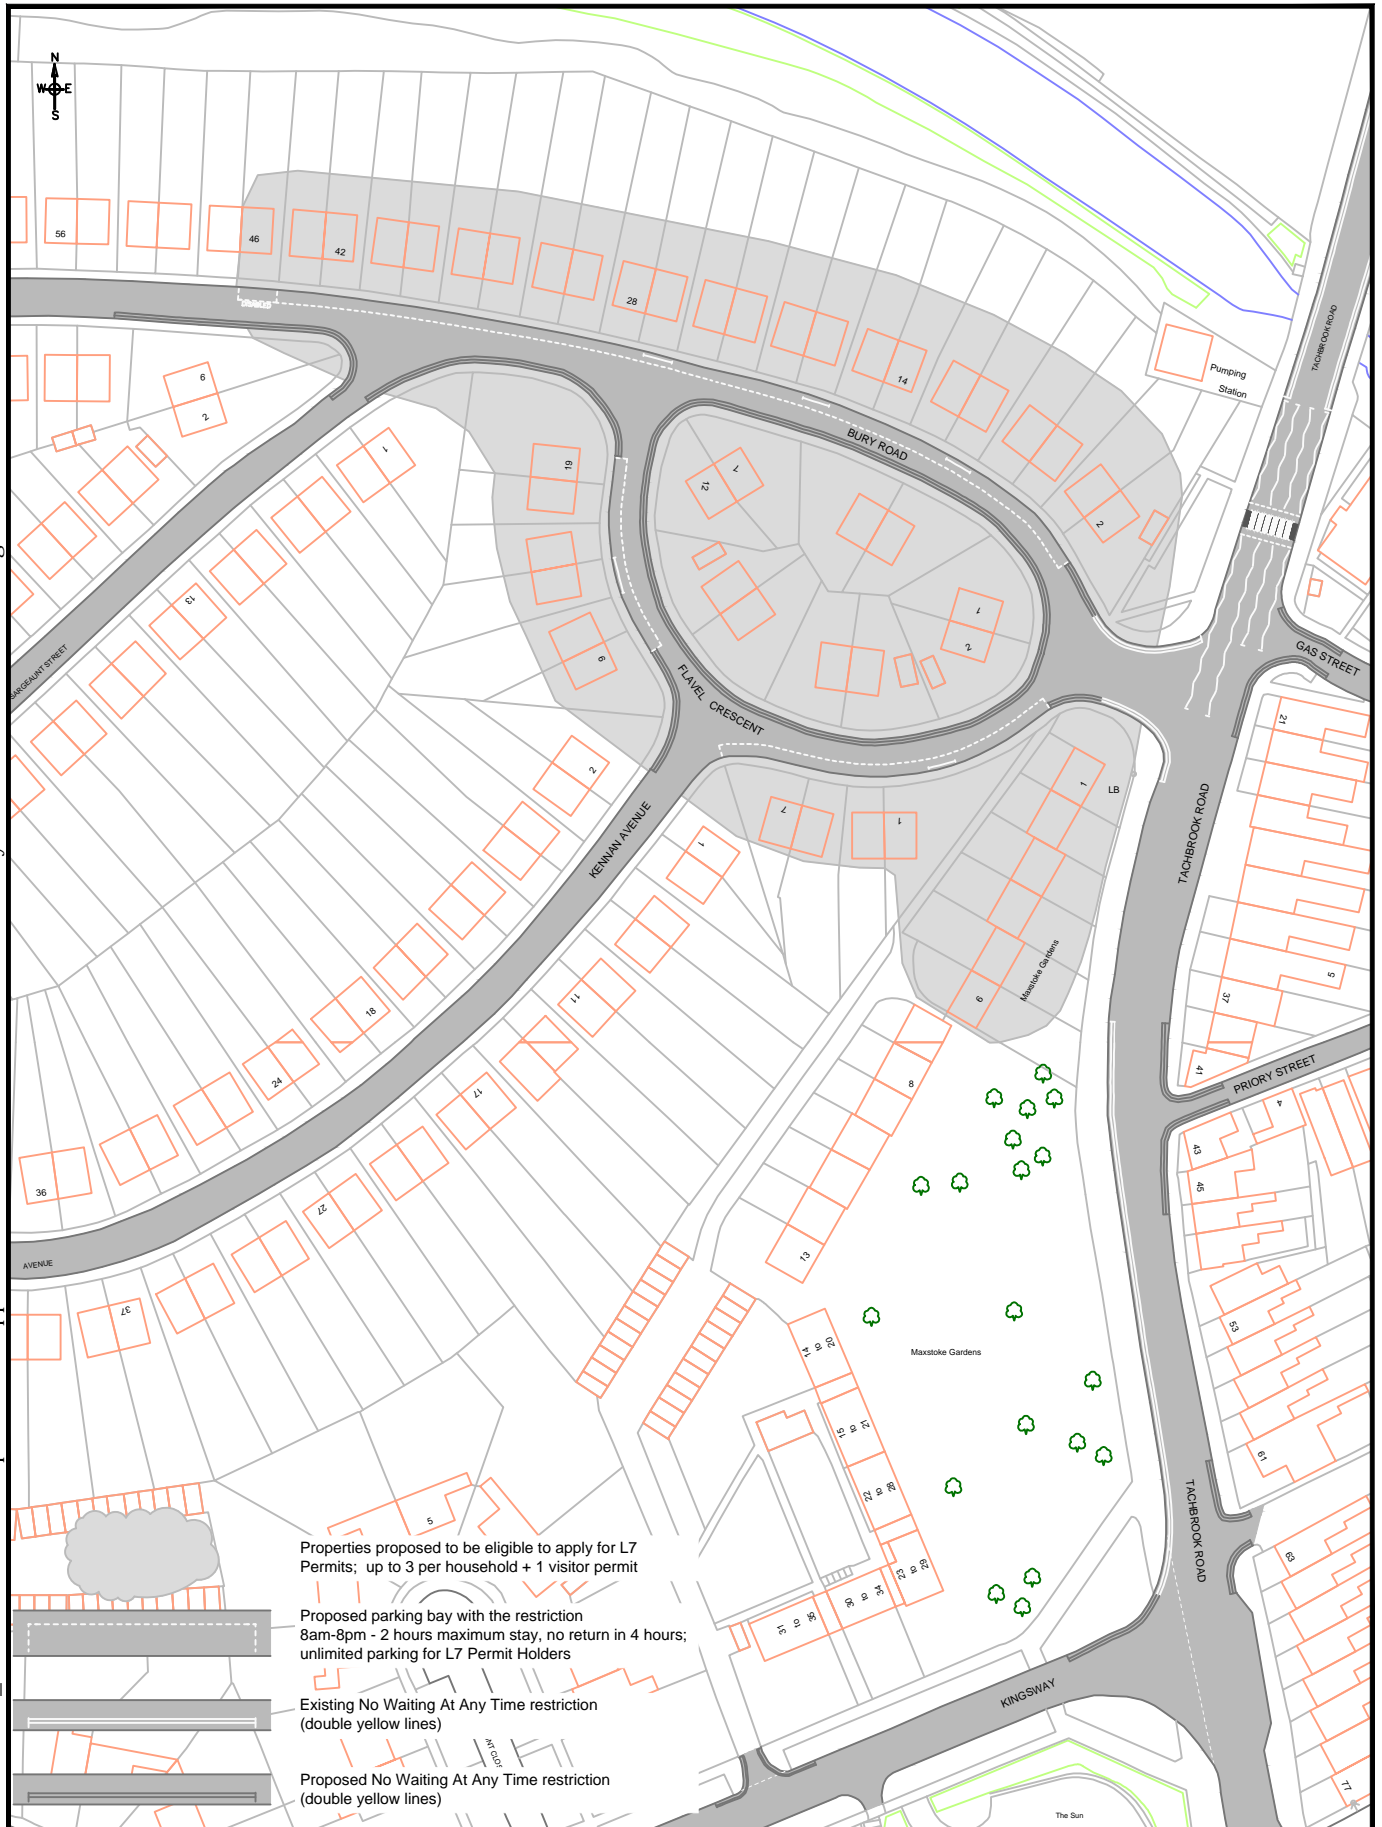 N
W E
S
56
46
42
28
14
2
Pumping
Station
TACHBROOK ROAD
BURY ROAD
6
2
1
19
12
1
1
2
9
13
SARGEAUNT STREET
FLAVEL CRESCENT
GAS STREET
21
2
1
LB
7
1
1
KENNAN AVENUE
TACHBROOK ROAD
Maxstoke Gardens
6
5
37
11
18
41
PRIORY STREET
8
4
24
17
43
36
45
27
13
AVENUE
37
53
14 to 20
Maxstoke Gardens
15 to 21
61
22 to 28
TACHBROOK ROAD
5
23 to 29
63
30 to 34
31 to 35
Properties proposed to be eligible to apply for L7
Permits; up to 3 per household + 1 visitor permit
Proposed parking bay with the restriction
8am-8pm - 2 hours maximum stay, no return in 4 hours;
unlimited parking for L7 Permit Holders
KINGSWAY
Existing No Waiting At Any Time restriction
(double yellow lines)
Proposed No Waiting At Any Time restriction
(double yellow lines)
77
The Sun